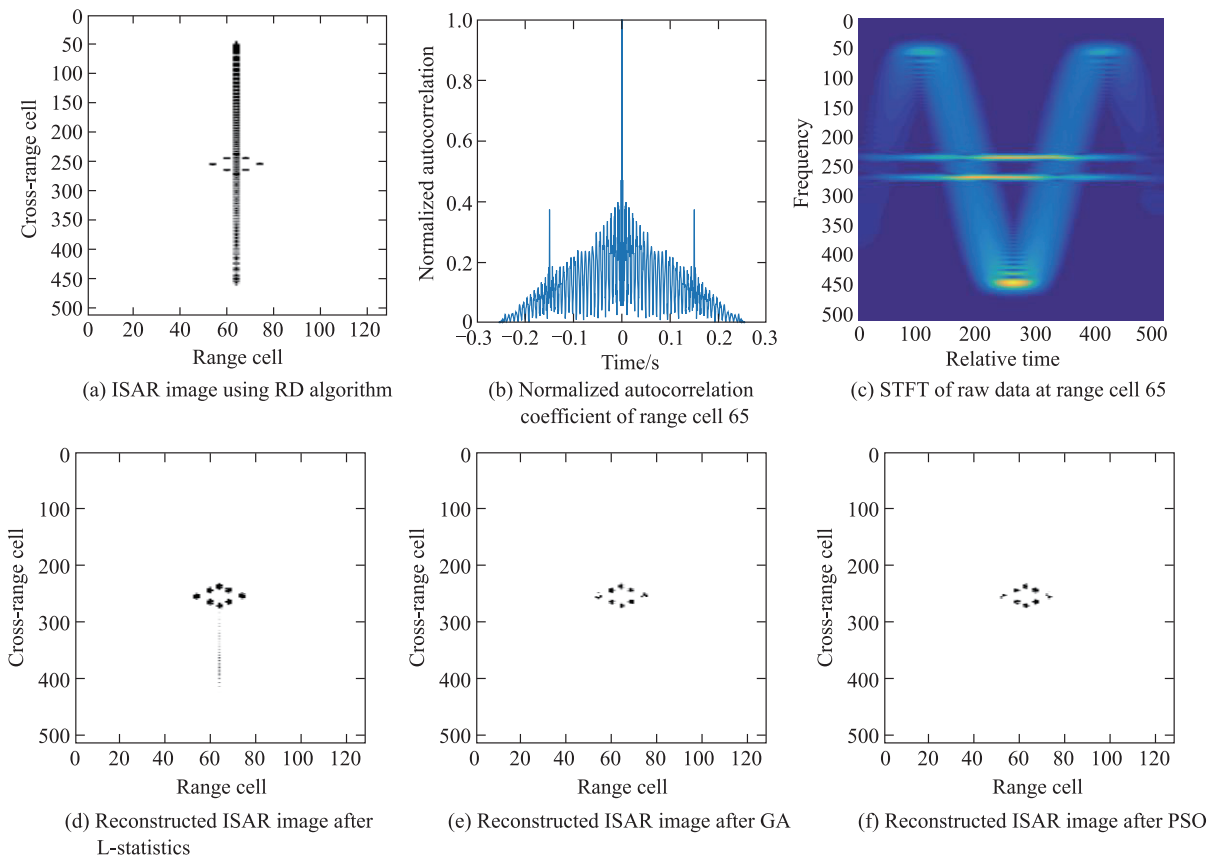 0
50
100
150
200
250
300
350
400
450
500
Cross-range cell
0 20 40 60 80 100 120
Range cell
(a) ISAR image using RD algorithm
1.0
0.8
0.6
0.4
0.2
0
Normalized autocorrelation
−0.3 −0.2 −0.1 0 0.1 0.2 0.3
Time/s
(b) Normalized autocorrelation
coefficient of range cell 65
0
50
100
150
200
250
300
350
400
450
500
Frequency
0 100 200 300 400 500
Relative time
(c) STFT of raw data at range cell 65
0
100
200
300
400
500
Cross-range cell
0 20 40 60 80 100 120
Range cell
(d) Reconstructed ISAR image after
L-statistics
0
100
200
300
400
500
Cross-range cell
0 20 40 60 80 100 120
Range cell
(e) Reconstructed ISAR image after GA
0
100
200
300
400
500
Cross-range cell
0 20 40 60 80 100 120
Range cell
(f) Reconstructed ISAR image after PSO